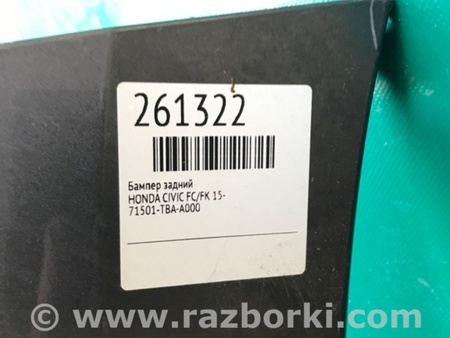 261322
Бампер задний
HONDA CIVIC FC/FK 15-
71501-TBA-A000
© www.razborki.com